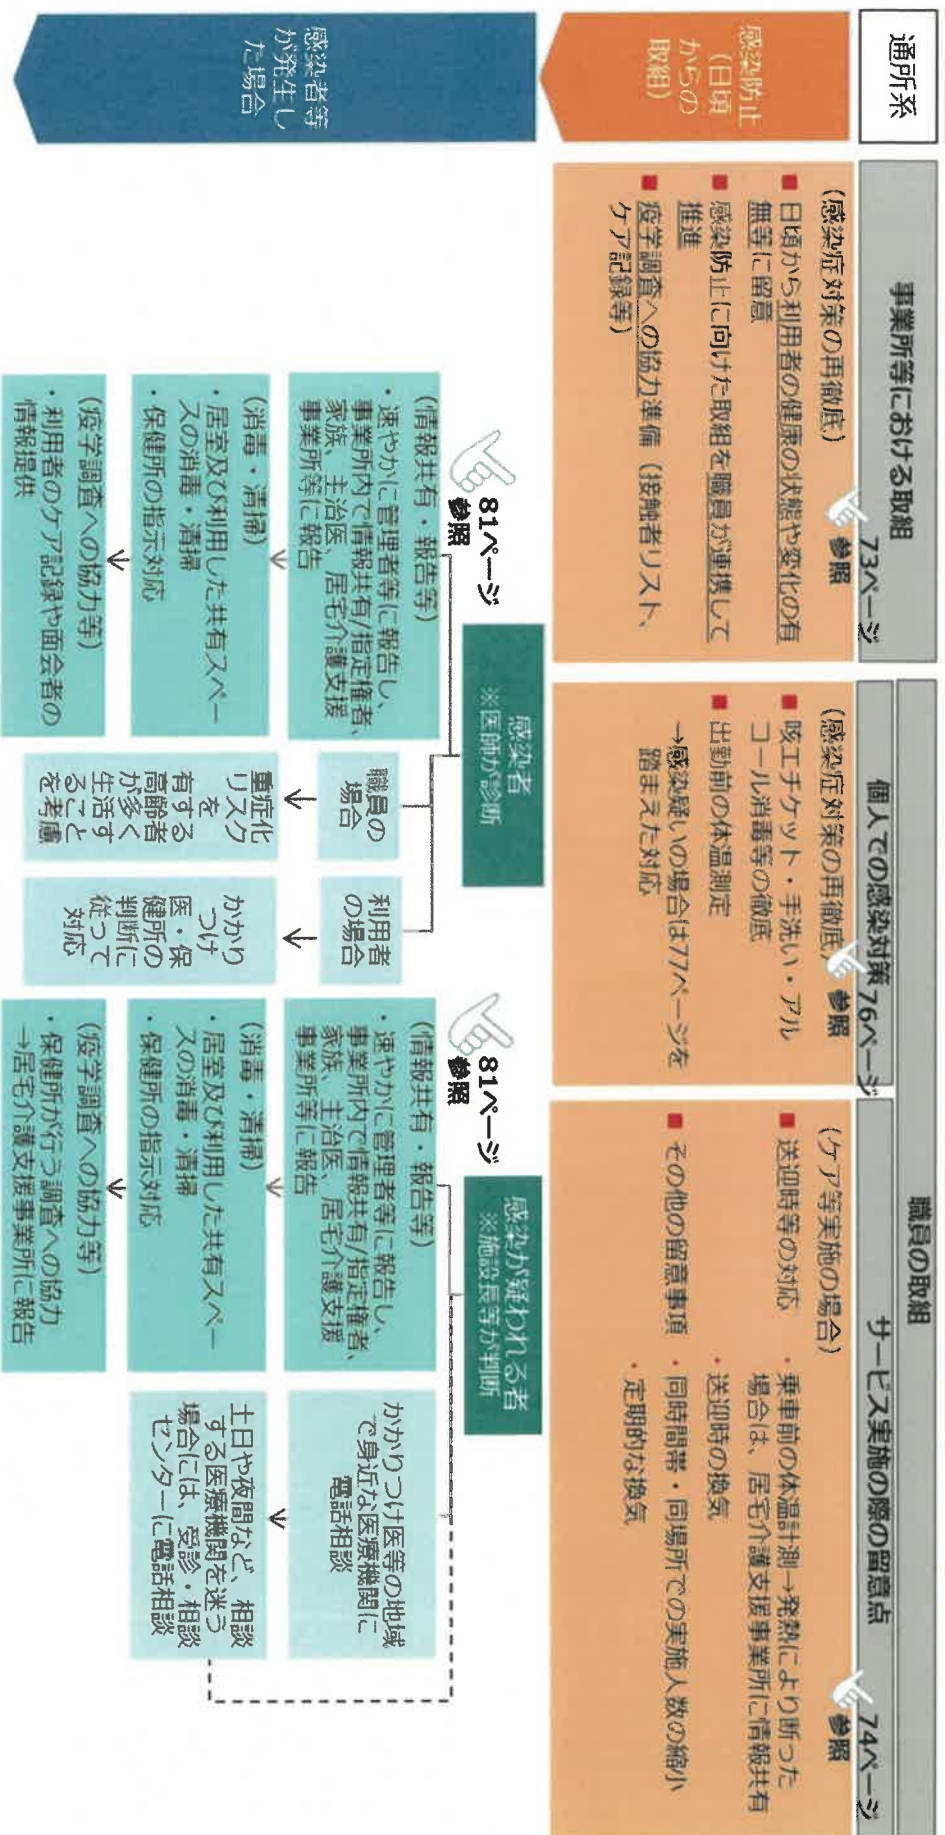 通所系
事業所等における取組
73ページ
参照
職員の取組
個人での感染対策
76ページ
参照
サービス実施の際の留意点
74ページ
参照
感染防止
(日頃
からの
取組)
(感染症対策の再徹底)
■ 日頃から利用者の健康の状態や変化の有
無等に留意
■ 感染防止に向けた取組を職員が連携して
推進
■ 疫学調査への協力準備(接触者リスト、
ケア記録等)
(感染症対策の再徹底)
■ 咳エチケット・手洗い・アル
コール消毒等の徹底
■ 出勤前の体温測定
→感染疑いの場合は77ページを
踏まえた対応
(ケア等実施の場合)
■ 送迎時等の対応
・乗車前の体温計測→発熱により断った
場合は、居宅介護支援事業所に情報共有
・送迎時の換気
■ その他の留意事項
・同時間帯・同場所での実施人数の縮小
・定期的な換気
感染者等
が発生し
た場合
81ページ
参照
感染者
※医師が診断
(情報共有・報告等)
・速やかに管理者等に報告し、
事業所内で情報共有/指定権者、
家族、主治医、居宅介護支援
事業所等に報告
(消毒・清掃)
・居室及び利用した共有スペー
スの消毒・清掃
・保健所の指示対応
(疫学調査への協力等)
・利用者のケア記録や面会者の
情報提供
職員の
場合
重症化
リスク
を
有する
高齢者
が多く
生活す
ること
を考慮
利用者
の場合
かかり
つけ
医・保
健所の
判断に
従って
対応
81ページ
参照
感染が疑われる者
※施設長等が判断
(情報共有・報告等)
・速やかに管理者等に報告し、
事業所内で情報共有/指定権者、
家族、主治医、居宅介護支援
事業所等に報告
(消毒・清掃)
・居室及び利用した共有スペー
スの消毒・清掃
・保健所の指示対応
(疫学調査への協力等)
・保健所が行う調査への協力
→居宅介護支援事業所に報告
かかりつけ医等の地域
で身近な医療機関に
電話相談
土日や夜間など、相談
する医療機関を迷う
場合には、受診・相談
センターに電話相談